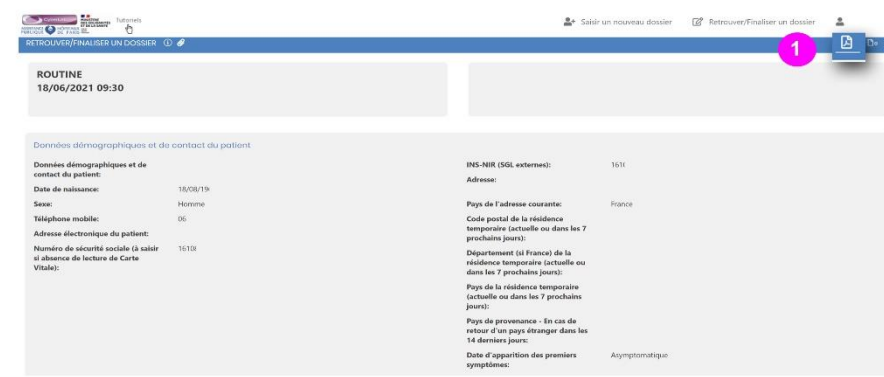 Tutoriels
Saisir un nouveau dossier
Retrouver/Finaliser un dossier
RETROUVER/FINALISER UN DOSSIER
1
ROUTINE
18/06/2021 09:30
Données démographiques et de contact du patient
Données démographiques et de
contact du patient:
Date de naissance: 18/08/19
Sexe: Homme
Téléphone mobile: 06
Adresse électronique du patient:
Numéro de sécurité sociale (à saisir 16108
si absence de lecture de Carte
Vitale):
INS-NIR (SGL externes): 161
Adresse:
Pays de l'adresse courante: France
Code postal de la résidence
temporaire (actuelle ou dans les 7
prochains jours):
Département (si France) de la
résidence temporaire (actuelle ou
dans les 7 prochains jours):
Pays de la résidence temporaire
(actuelle ou dans les 7 prochains
jours):
Pays de provenance - En cas de
retour d'un pays étranger dans les
14 derniers jours:
Date d'apparition des premiers Asymptomatique
symptômes: